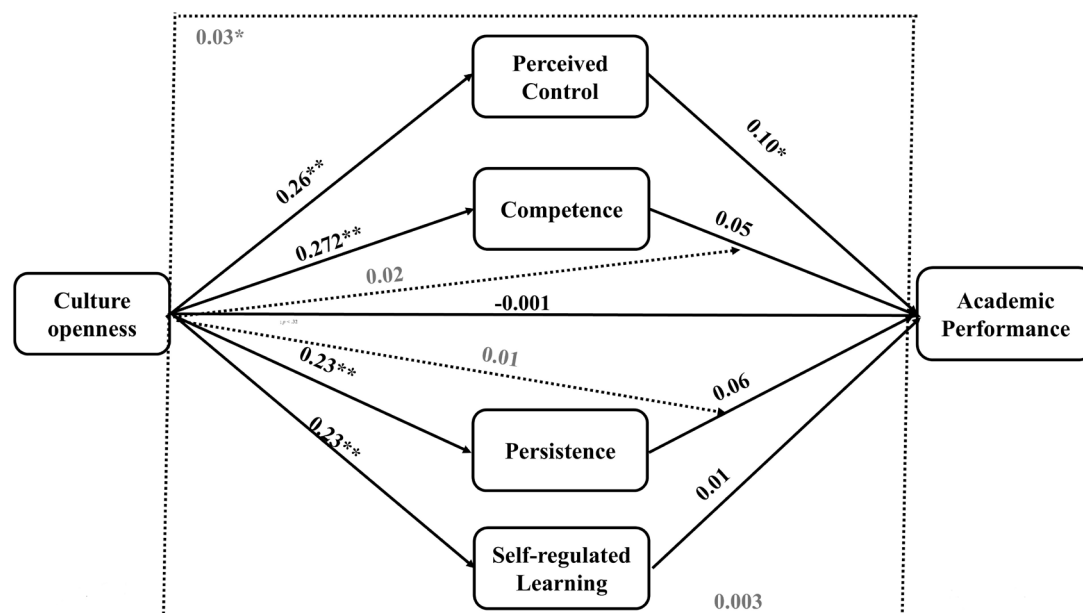 0.03*
Perceived
Control
0.26**
0.10*
Competence
0.272**
0.05
0.02
Culture
openness
-0.001
Academic
Performance
0.01
0.23**
0.06
Persistence
0.23**
0.01
Self-regulated
Learning
0.003